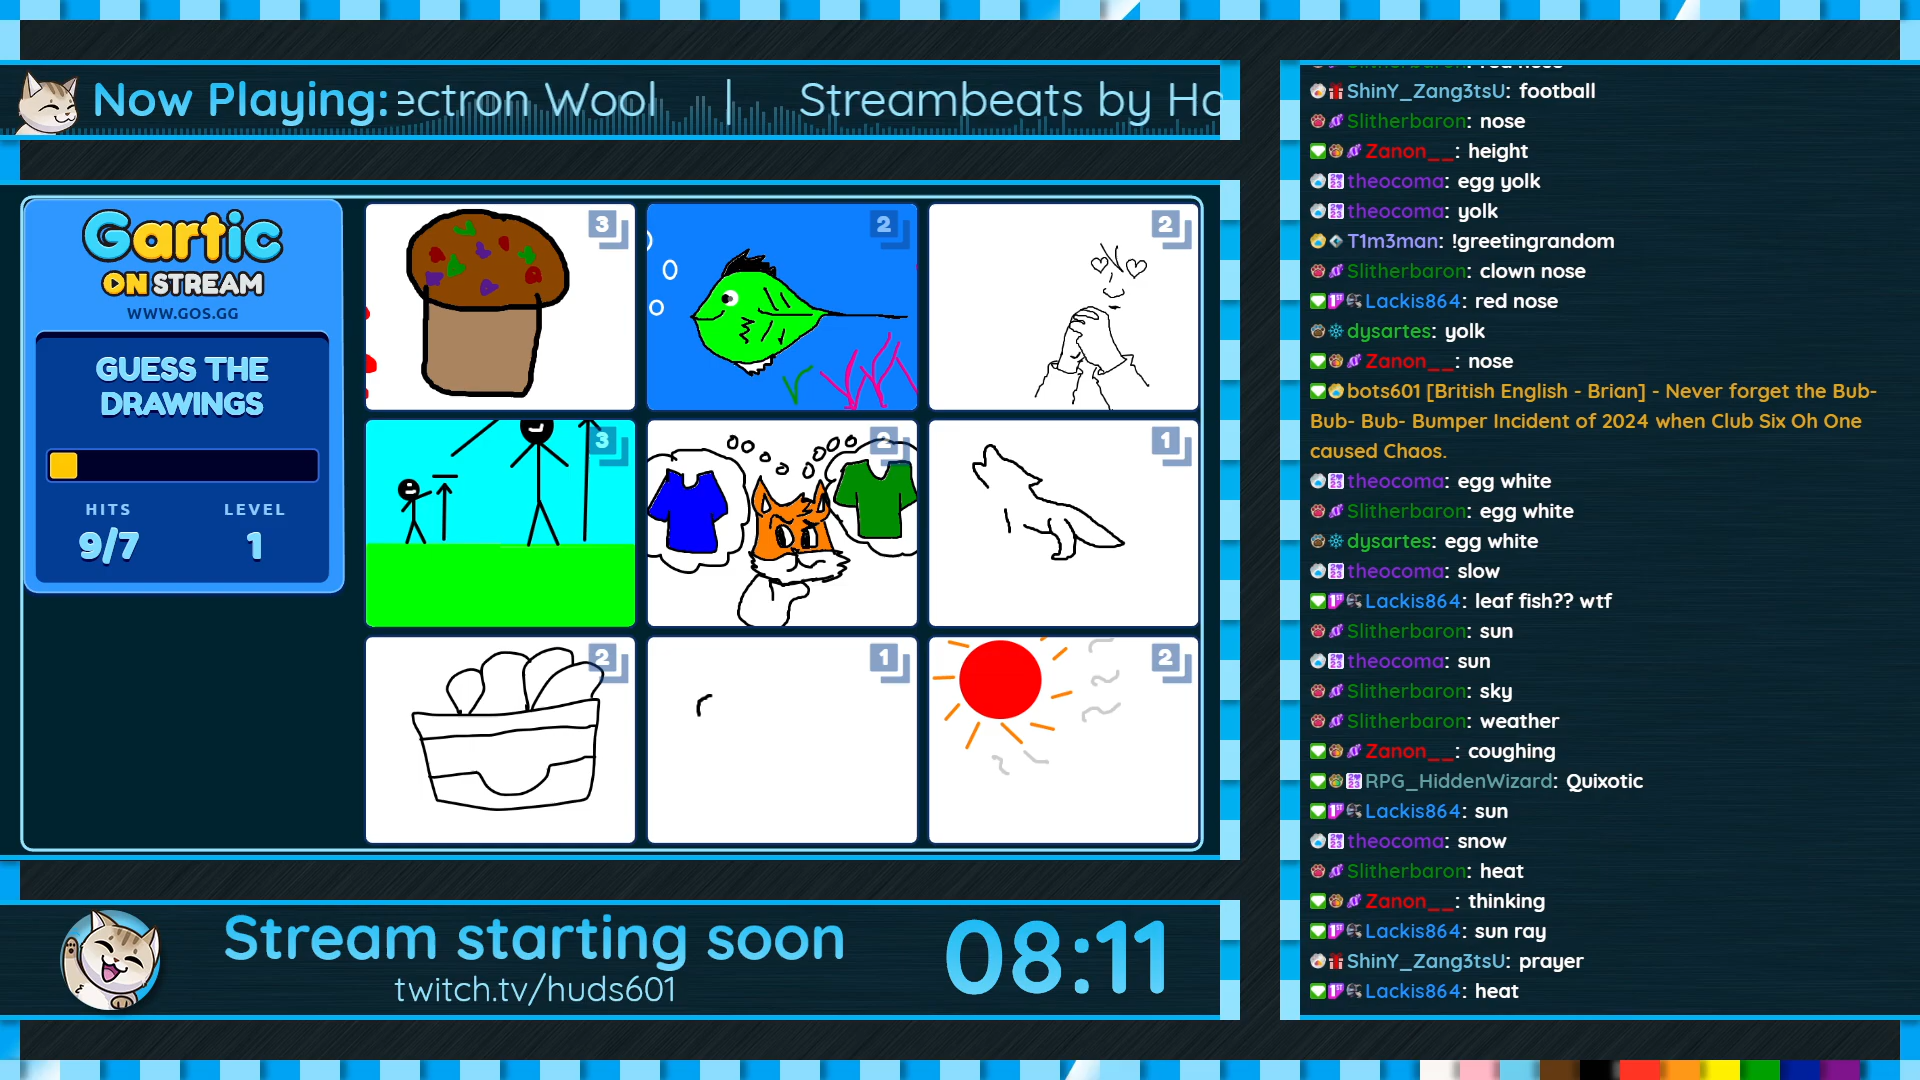 Now Playing: ectron Wool | Streambeats by Ha
Gartic
ON STREAM
WWW.GOS.GG
GUESS THE
DRAWINGS
HITS LEVEL
9/7 1
3
2
2
3
2
1
2
1
2
Stream starting soon
twitch.tv/huds601
08:11
ShinY_Zang3tsU: football
Slitherbaron: nose
Zanon__: height
theocoma: egg yolk
theocoma: yolk
T1m3man: !greetingrandom
Slitherbaron: clown nose
Lackis864: red nose
dysartes: yolk
Zanon__: nose
bots601 [British English - Brian] - Never forget the Bub-
Bub- Bub- Bumper Incident of 2024 when Club Six Oh One
caused Chaos.
theocoma: egg white
Slitherbaron: egg white
dysartes: egg white
theocoma: slow
Lackis864: leaf fish?? wtf
Slitherbaron: sun
theocoma: sun
Slitherbaron: sky
Slitherbaron: weather
Zanon__: coughing
RPG_HiddenWizard: Quixotic
Lackis864: sun
theocoma: snow
Slitherbaron: heat
Zanon__: thinking
Lackis864: sun ray
ShinY_Zang3tsU: prayer
Lackis864: heat